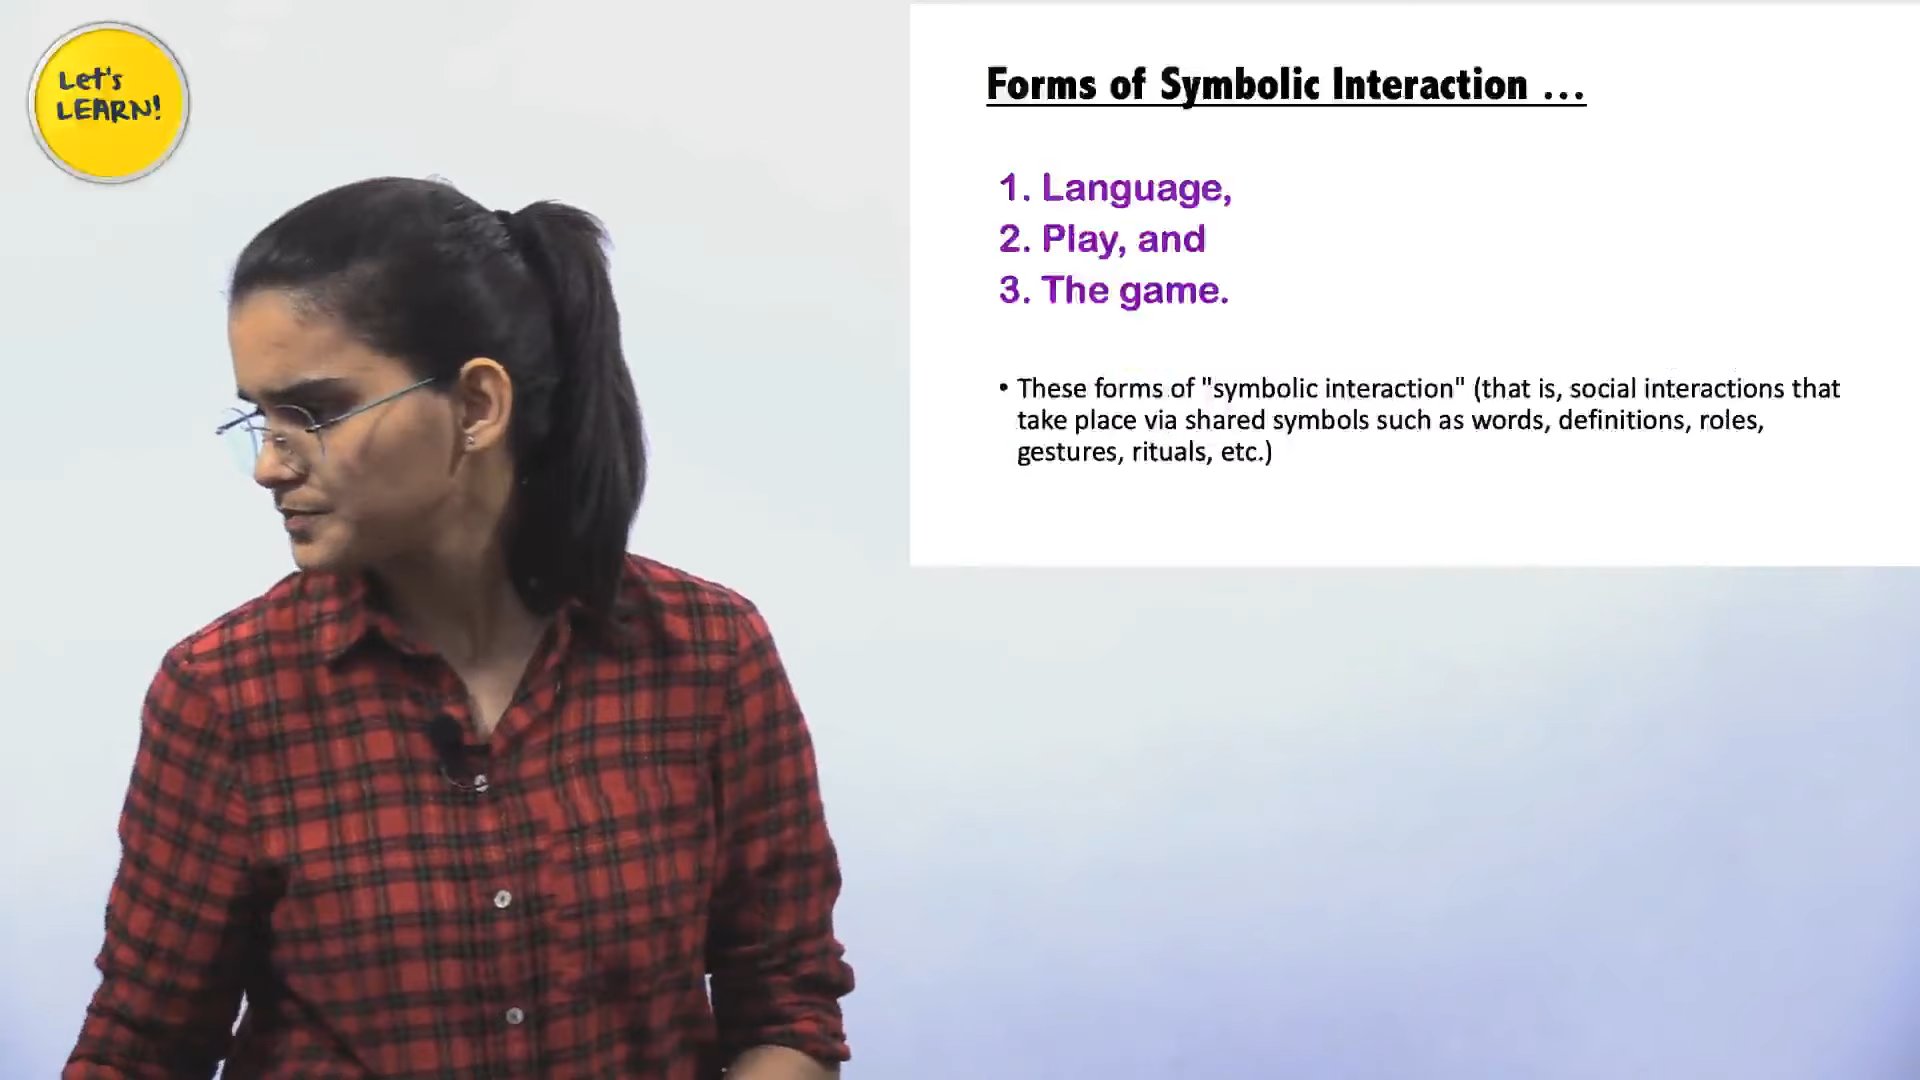 Let's
LEARN!
Forms of Symbolic Interaction ...
1. Language,
2. Play, and
3. The game.
• These forms of "symbolic interaction" (that is, social interactions that
take place via shared symbols such as words, definitions, roles,
gestures, rituals, etc.)